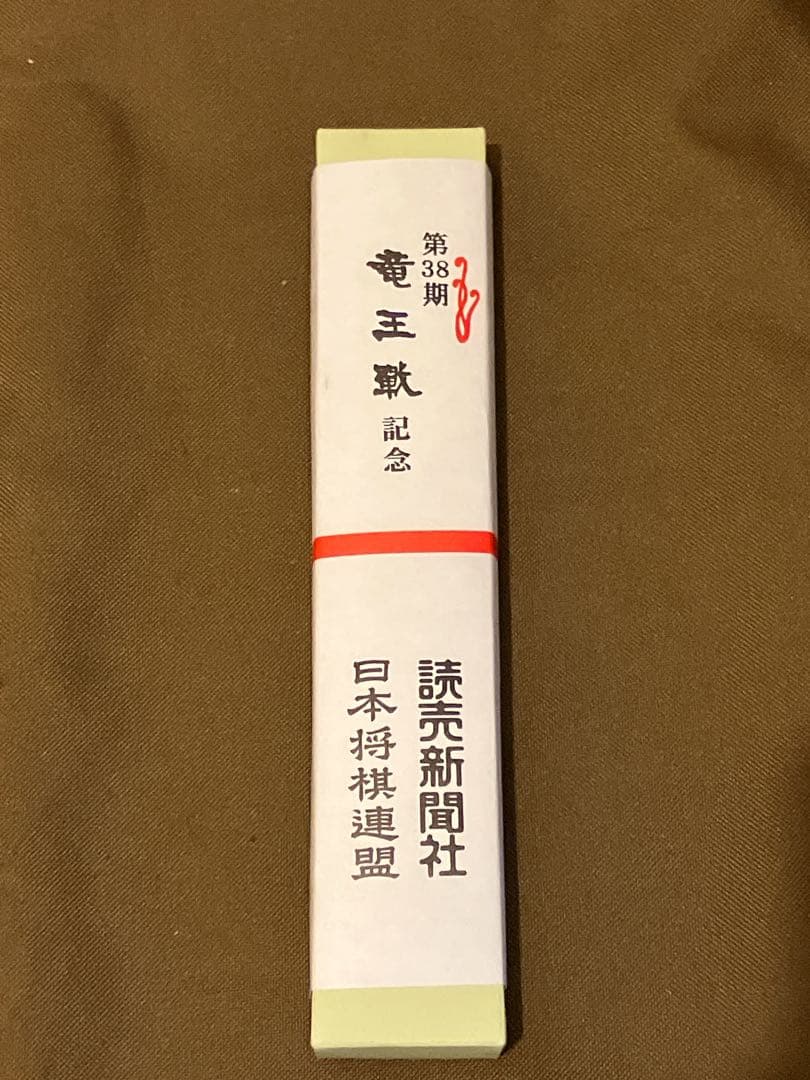 第38期
竜王戦記念
読売新聞社
日本将棋連盟